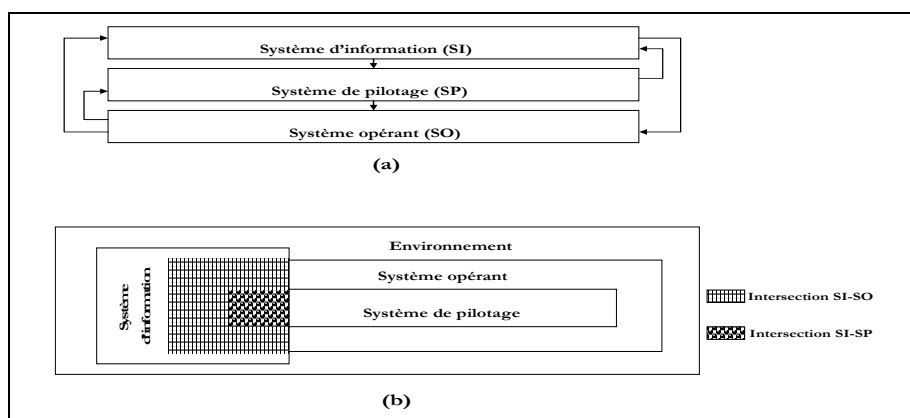 Système d'information (SI)
Système de pilotage (SP)
Système opérant (SO)
(a)
Environnement
Système
d'information
Système opérant
Système de pilotage
Intersection SI-SO
Intersection SI-SP
(b)